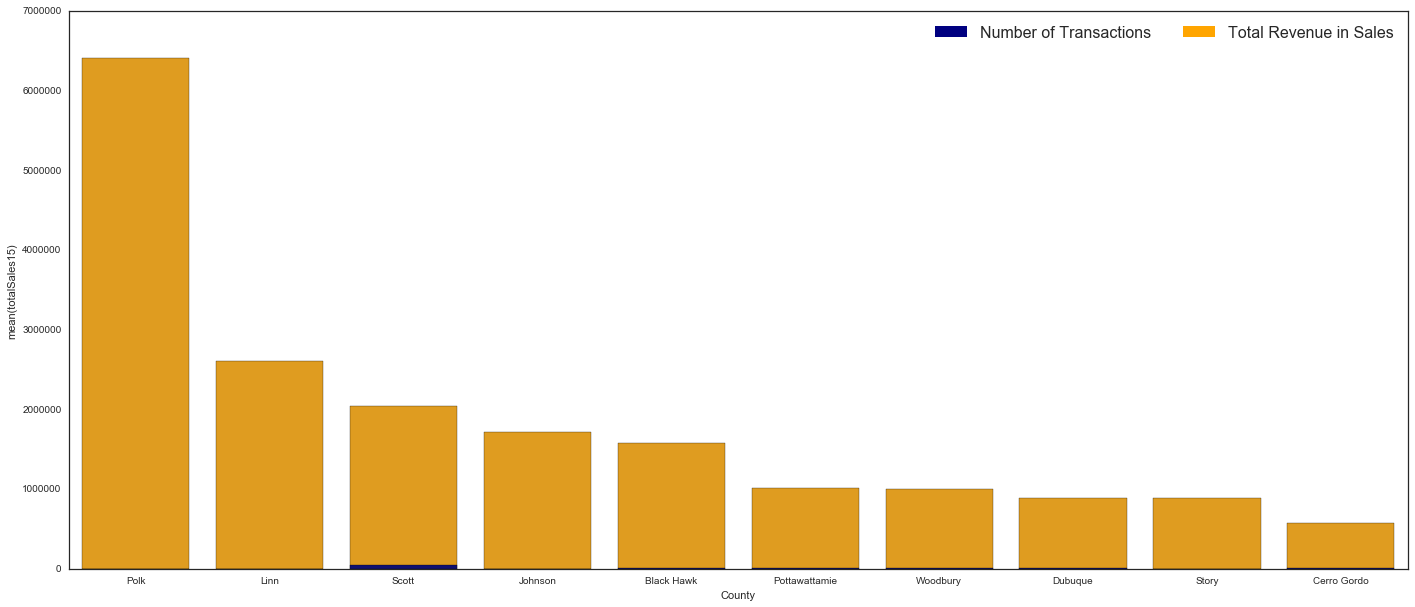 7000000
Number of Transactions Total Revenue in Sales
6000000
5000000
4000000
mean(totalSales15)
3000000
2000000
1000000
0
Polk Linn Scott Johnson Black Hawk Pottawattamie Woodbury Dubuque Story Cerro Gordo
County